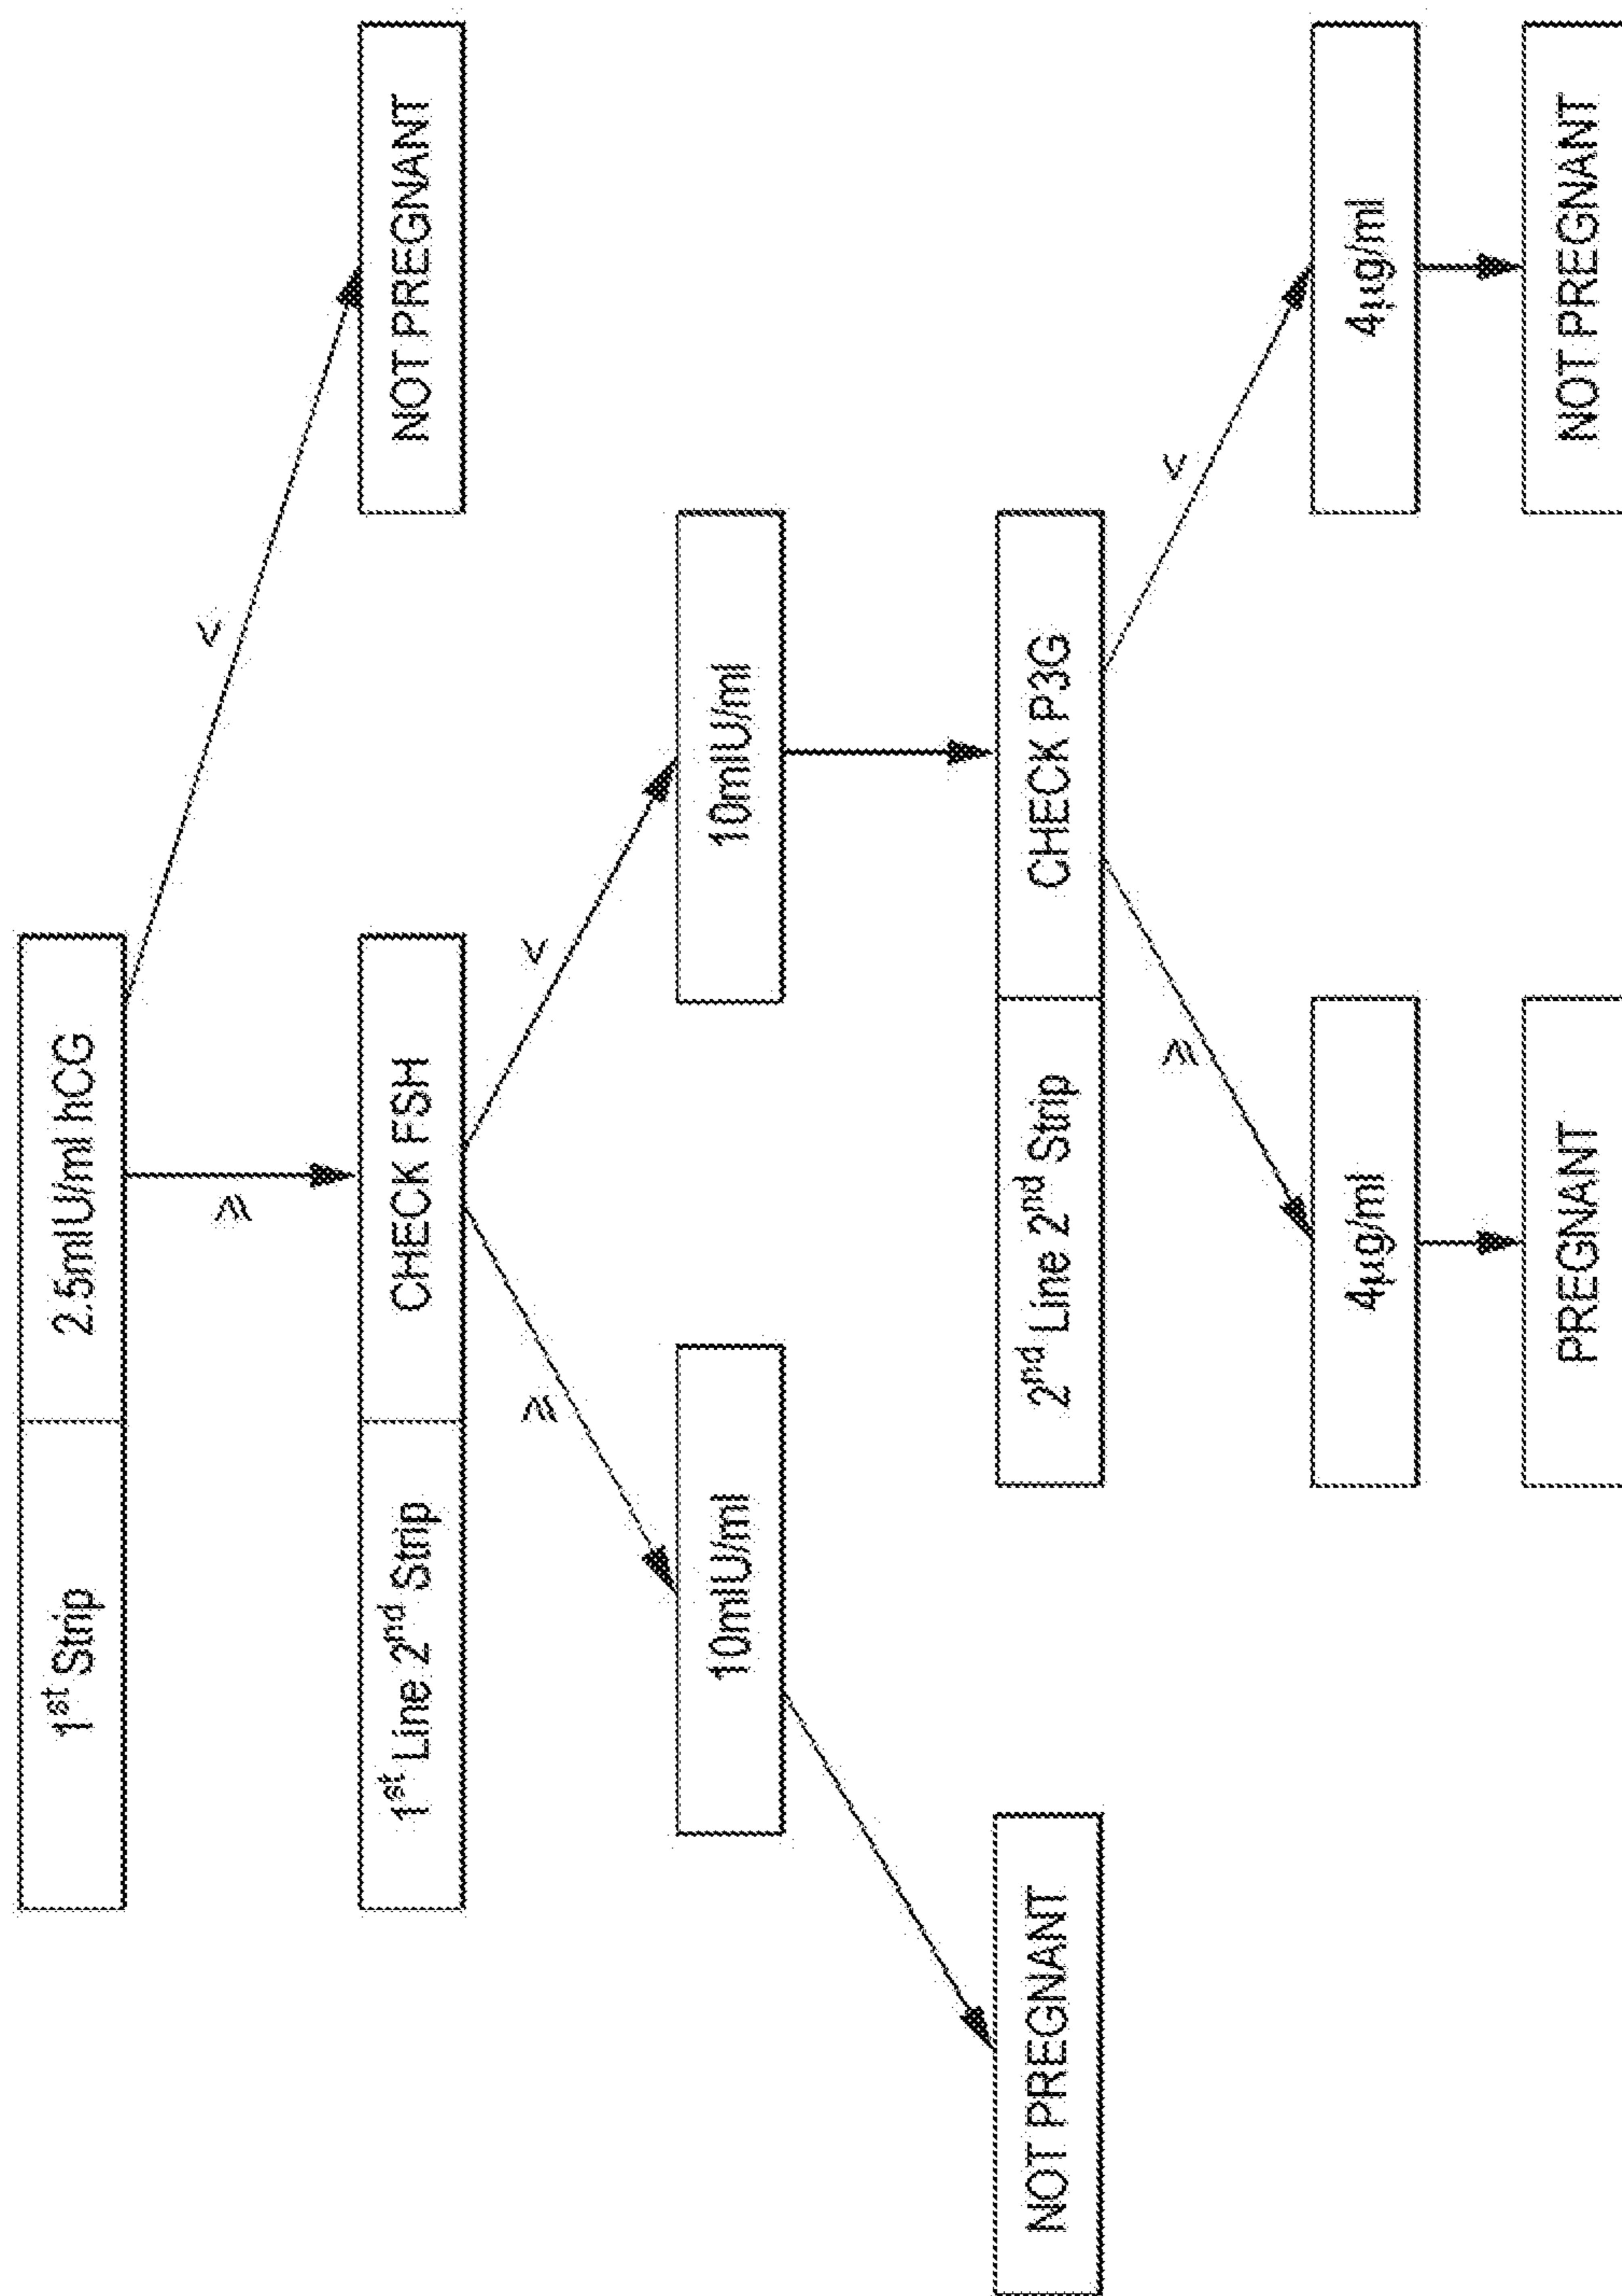 1st Strip 2.5mIU/ml hCG
≥ <
1st Line 2nd Strip CHECK FSH NOT PREGNANT
≥ <
10mIU/ml 10mIU/ml
NOT PREGNANT 2nd Line 2nd Strip CHECK P3G
≥ <
4µg/ml 4µg/ml
PREGNANT NOT PREGNANT